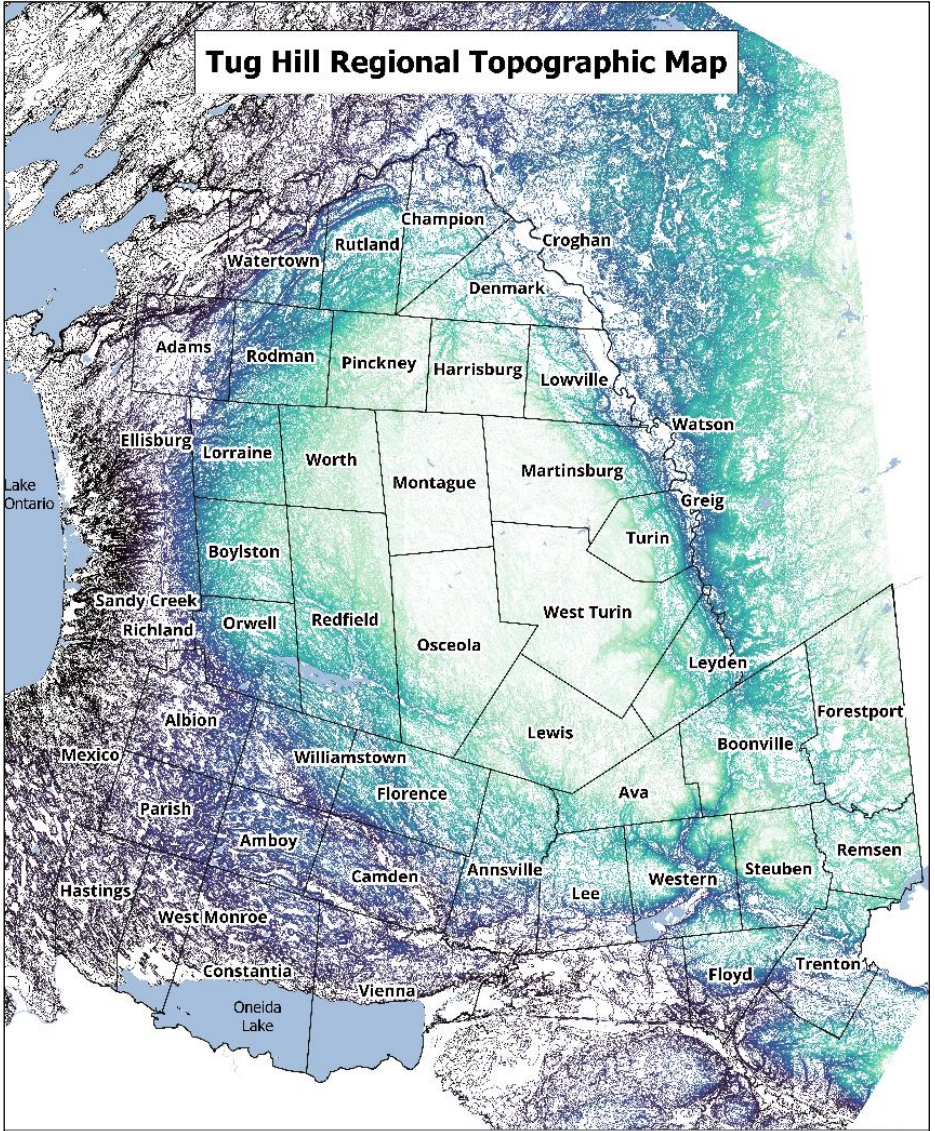 Tug Hill Regional Topographic Map
Champion
Croghan
Rutland
Watertown
Denmark
Adams
Rodman
Pinckney
Harrisburg
Lowville
Ellisburg
Lorraine
Worth
Montague
Martinsburg
Watson
Lake
Ontario
Greig
Turin
Boylston
Sandy Creek
Richland
Orwell
Redfield
Osceola
West Turin
Leyden
Forestport
Albion
Lewis
Boonville
Mexico
Williamstown
Florence
Ava
Parish
Amboy
Camden
Annsville
Lee
Western
Steuben
Remsen
Hastings
West Monroe
Constantia
Vienna
Floyd
Trenton
Oneida
Lake